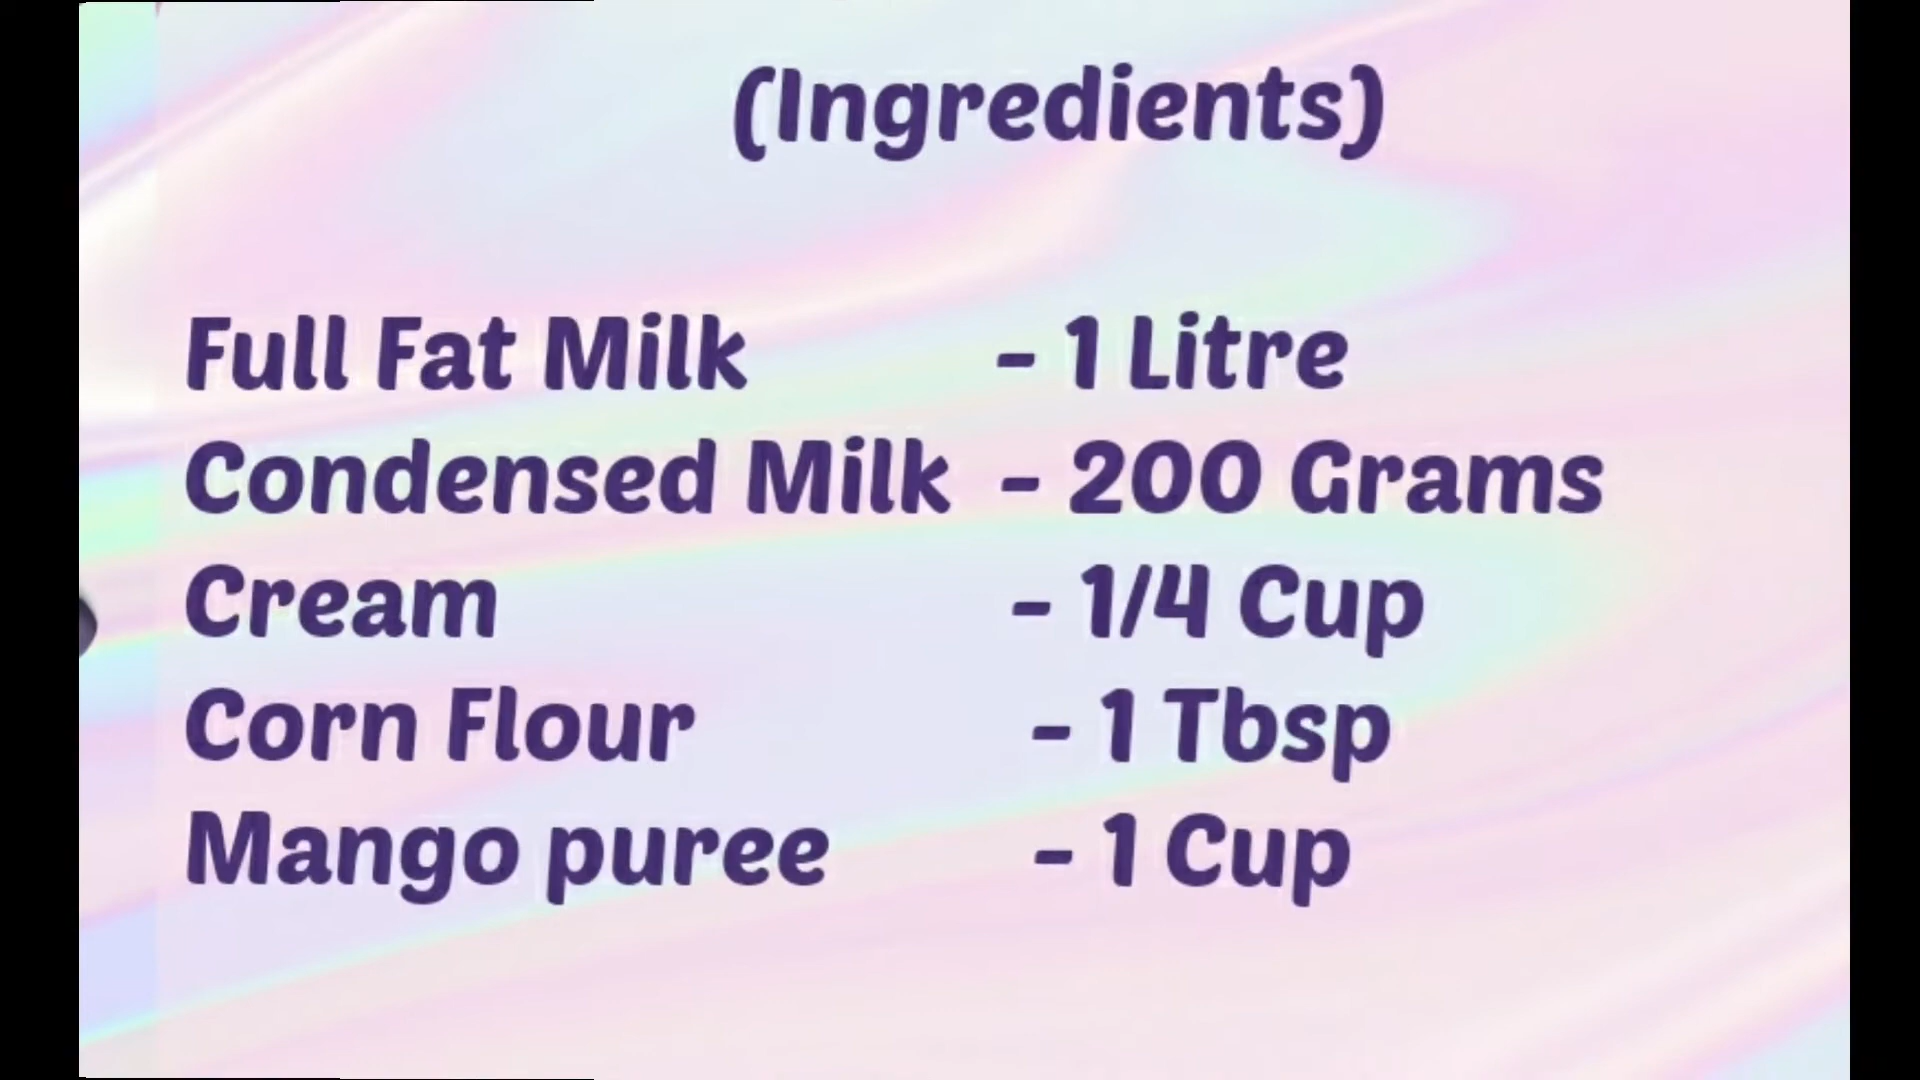 (Ingredients)
Full Fat Milk - 1 Litre
Condensed Milk - 200 Grams
Cream - 1/4 Cup
Corn Flour - 1 Tbsp
Mango puree - 1 Cup